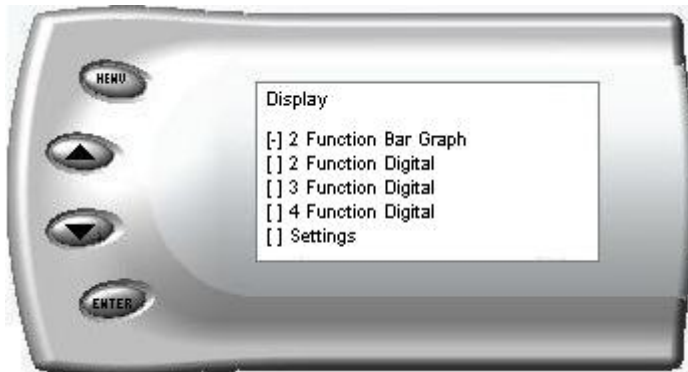 MENU
Display
[-] 2 Function Bar Graph
[ ] 2 Function Digital
[ ] 3 Function Digital
[ ] 4 Function Digital
[ ] Settings
ENTER